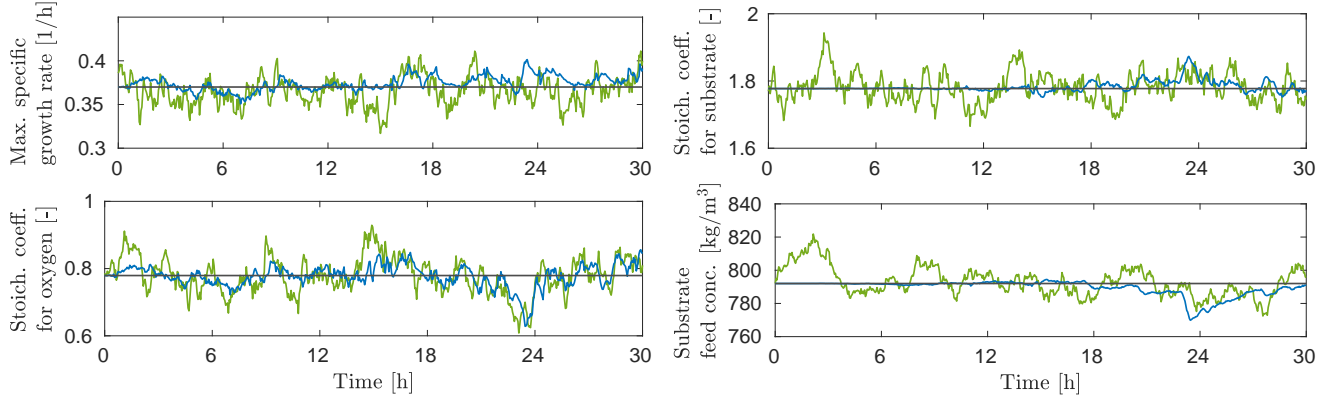 Max. specific
growth rate [1/h]
0.4
0.35
0.3
0 6 12 18 24 30
Stoich. coeff.
for substrate [-]
2
1.8
1.6
0 6 12 18 24 30
Stoich. coeff.
for oxygen [-]
1
0.8
0.6
0 6 12 18 24 30
Time [h]
Substrate
feed conc. [kg/m³]
840
820
800
780
760
0 6 12 18 24 30
Time [h]